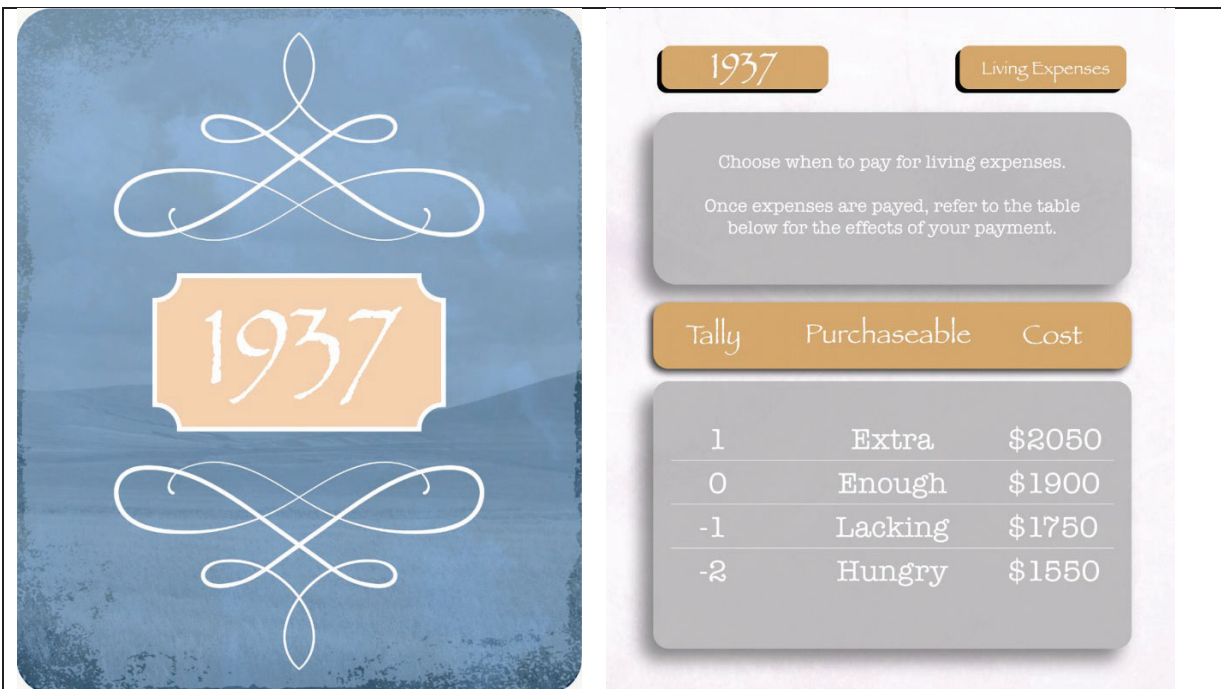 1937
1937
Living Expenses
Choose when to pay for living expenses.
Once expenses are payed, refer to the table
below for the effects of your payment.
Tally Purchaseable Cost
1 Extra $2050
0 Enough $1900
-1 Lacking $1750
-2 Hungry $1550